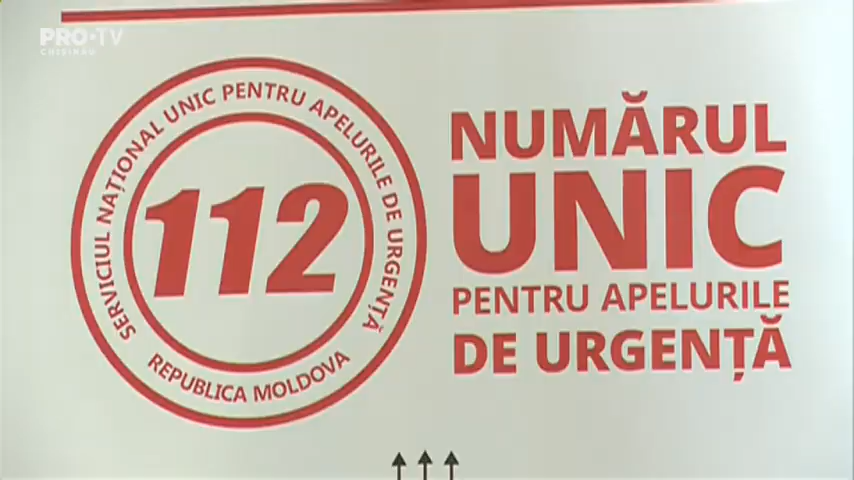 PRO•TV
CHIȘINĂU
SERVICIUL NAȚIONAL UNIC PENTRU APELURILE DE URGENȚĂ
112
REPUBLICA MOLDOVA
NUMĂRUL
UNIC
PENTRU APELURILE
DE URGENȚĂ